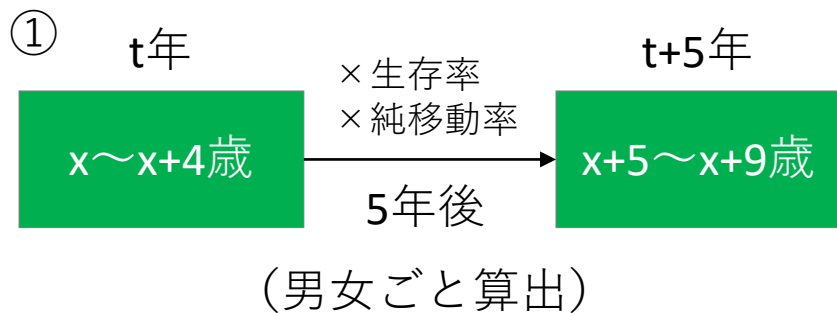 ①
t年
t+5年
×生存率
×純移動率
x～x+4歳
x+5～x+9歳
5年後
（男女ごと算出）